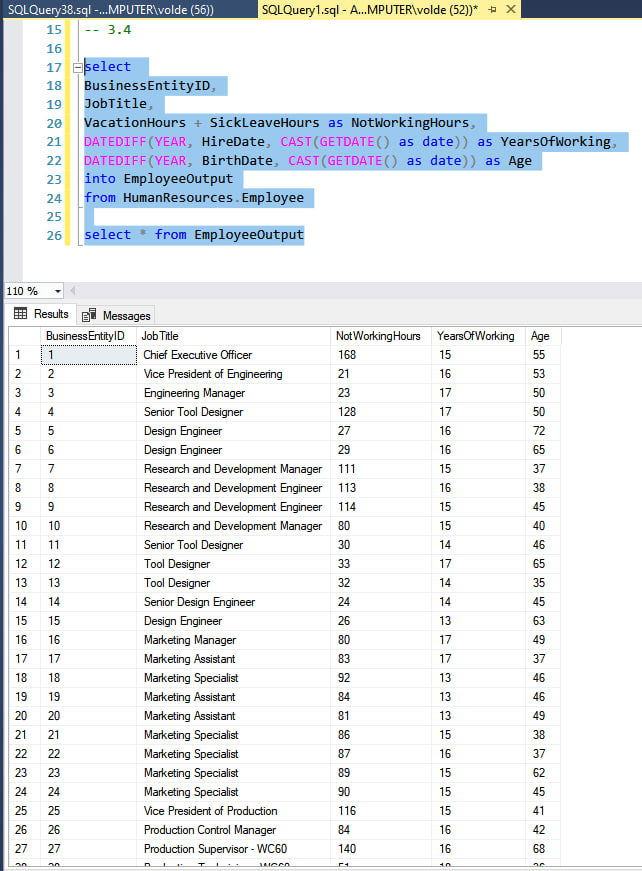 SQLQuery38.sql -...MPUTER\volde (56))
SQLQuery1.sql - A...MPUTER\volde (52))*
15 -- 3.4
16
17 select
18 BusinessEntityID,
19 JobTitle,
20 VacationHours + SickLeaveHours as NotWorkingHours,
21 DATEDIFF(YEAR, HireDate, CAST(GETDATE() as date)) as YearsOfWorking,
22 DATEDIFF(YEAR, BirthDate, CAST(GETDATE() as date)) as Age
23 into EmployeeOutput
24 from HumanResources.Employee
25
26 select * from EmployeeOutput
110 %
Results Messages
BusinessEntityID JobTitle NotWorkingHours YearsOfWorking Age
1 1 Chief Executive Officer 168 15 55
2 2 Vice President of Engineering 21 16 53
3 3 Engineering Manager 23 17 50
4 4 Senior Tool Designer 128 17 50
5 5 Design Engineer 27 16 72
6 6 Design Engineer 29 16 65
7 7 Research and Development Manager 111 15 37
8 8 Research and Development Engineer 113 16 38
9 9 Research and Development Engineer 114 15 45
10 10 Research and Development Manager 80 15 40
11 11 Senior Tool Designer 30 14 46
12 12 Tool Designer 33 17 65
13 13 Tool Designer 32 14 35
14 14 Senior Design Engineer 24 14 45
15 15 Design Engineer 26 13 63
16 16 Marketing Manager 80 17 49
17 17 Marketing Assistant 83 17 37
18 18 Marketing Specialist 92 13 46
19 19 Marketing Assistant 84 13 46
20 20 Marketing Assistant 81 13 49
21 21 Marketing Specialist 86 15 38
22 22 Marketing Specialist 87 16 37
23 23 Marketing Specialist 89 15 62
24 24 Marketing Specialist 90 15 45
25 25 Vice President of Production 116 15 41
26 26 Production Control Manager 84 16 42
27 27 Production Supervisor - WC60 140 16 68